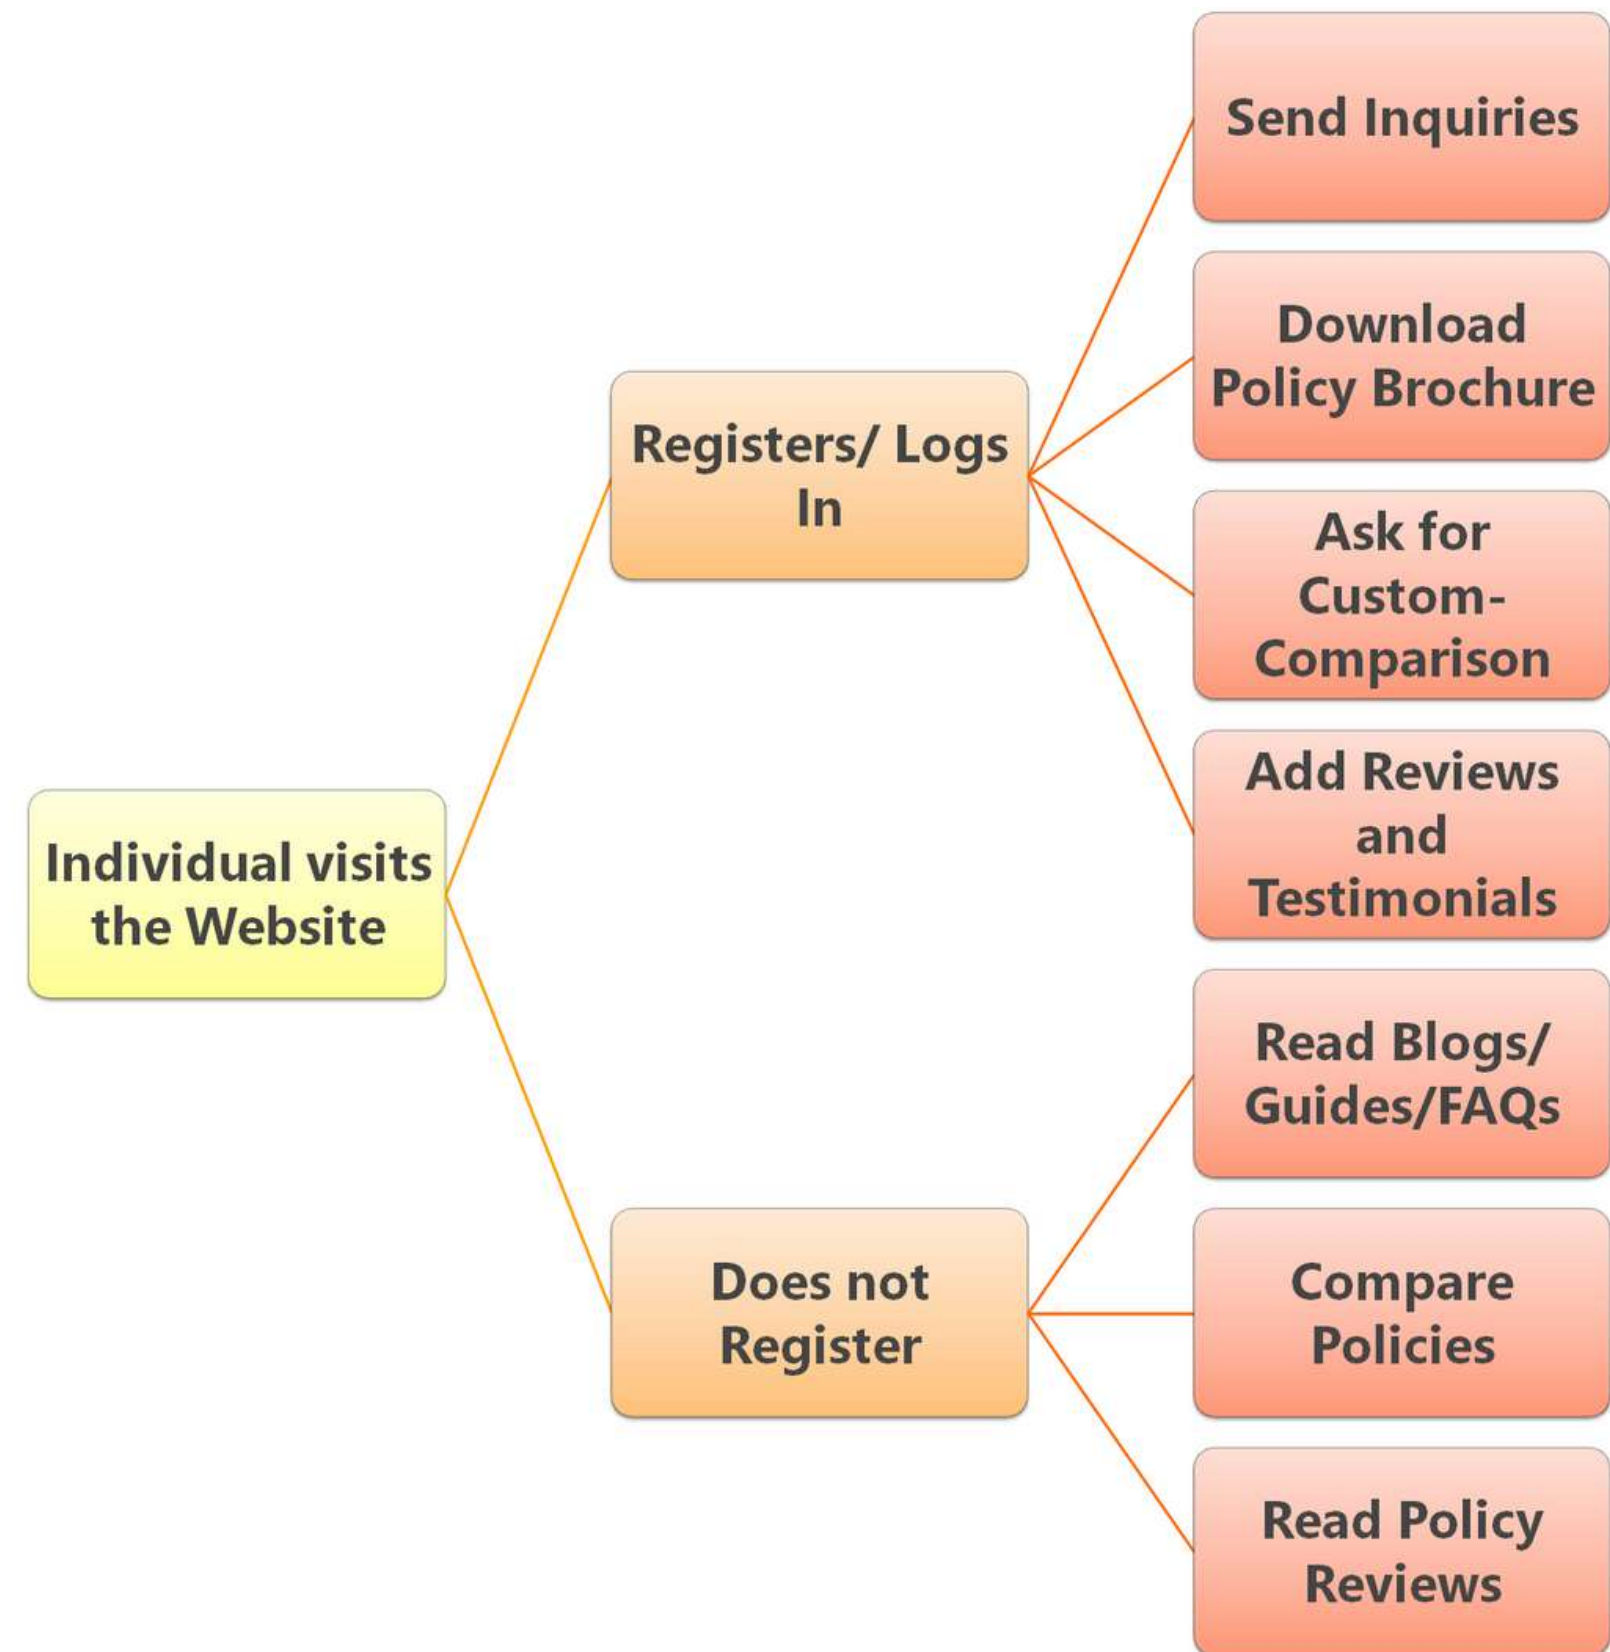 Send Inquiries
Download
Policy Brochure
Registers/ Logs
In
Ask for
Custom-
Comparison
Add Reviews
and
Testimonials
Individual visits
the Website
Read Blogs/
Guides/FAQs
Does not
Register
Compare
Policies
Read Policy
Reviews